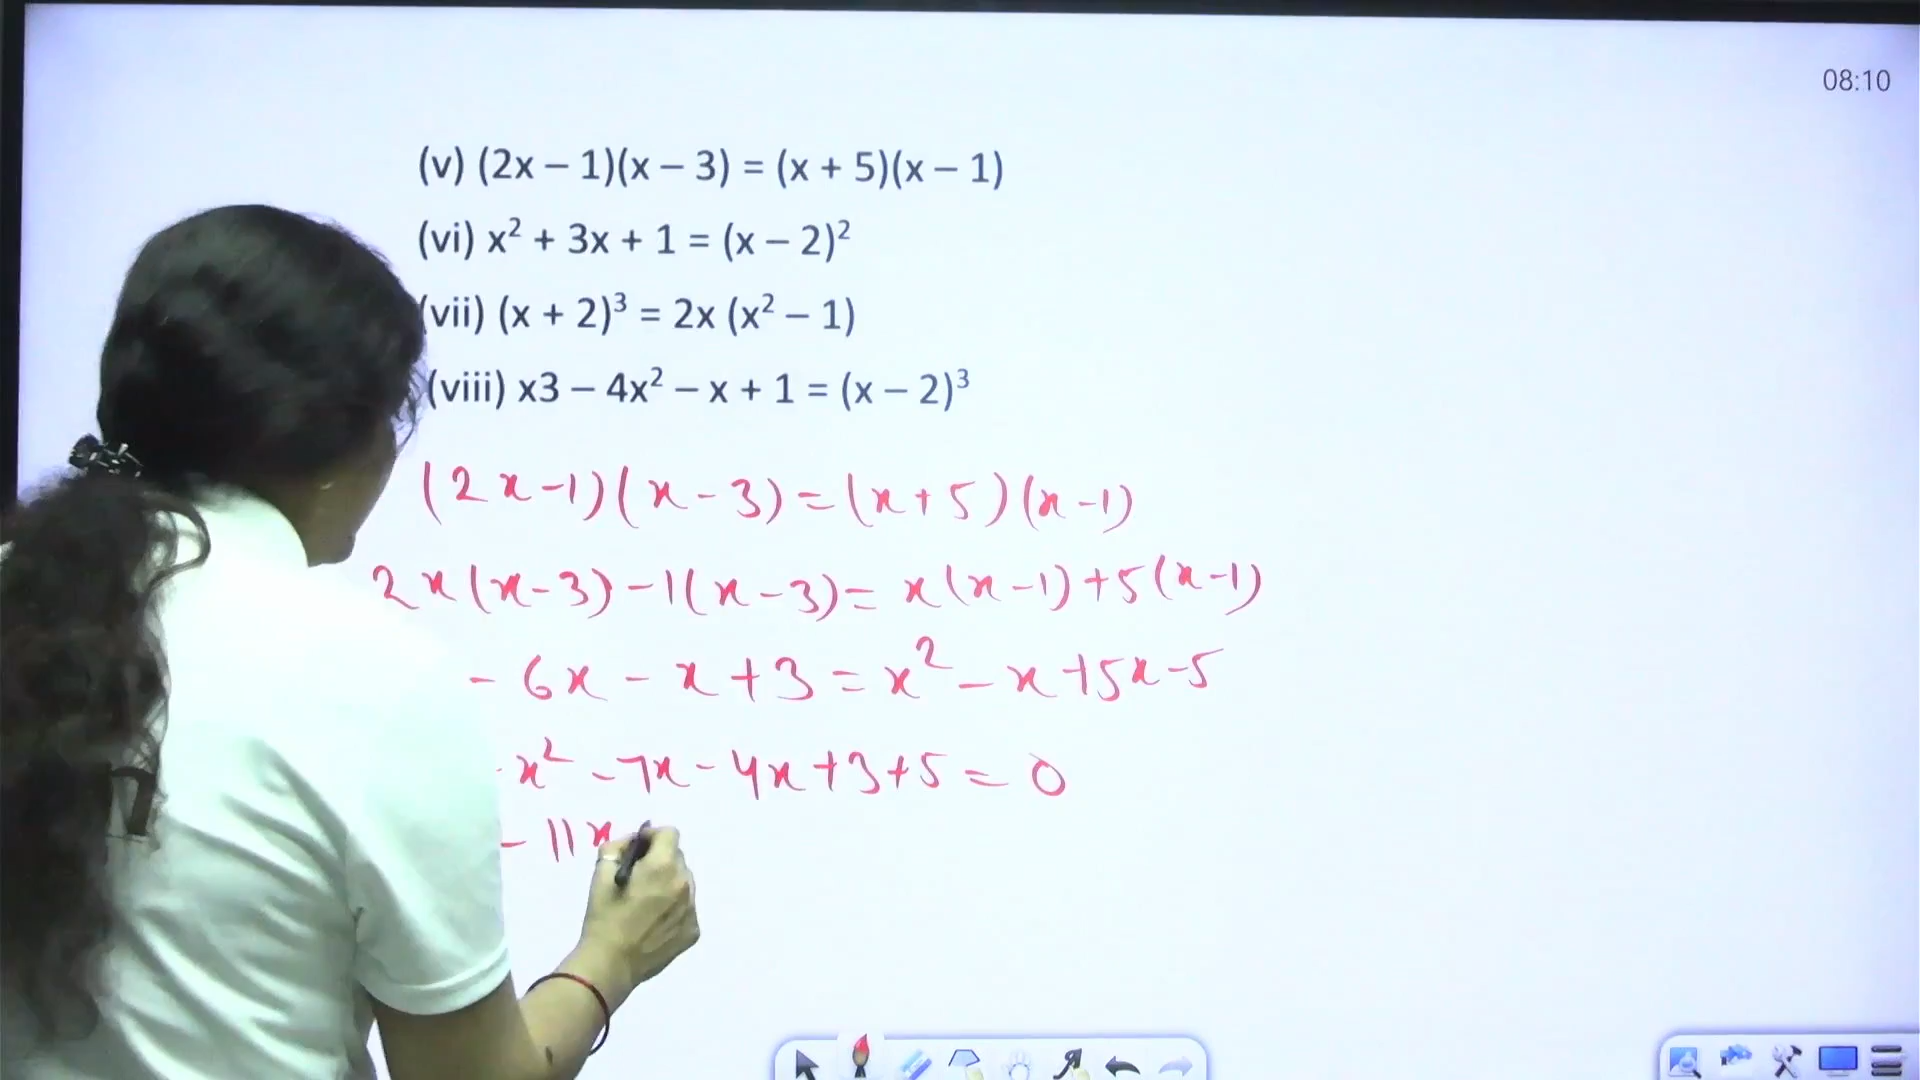 08:10
(v) (2x – 1)(x – 3) = (x + 5)(x – 1)
(vi) x² + 3x + 1 = (x – 2)²
(vii) (x + 2)³ = 2x (x² – 1)
(viii) x3 – 4x² – x + 1 = (x – 2)³
(2x-1)(x-3)=(x+5)(x-1)
2x(x-3)-1(x-3)= x(x-1)+5(x-1)
- 6x - x + 3 = x² - x +5x-5
-x² -7x-4x+3+5 = 0
- 11x